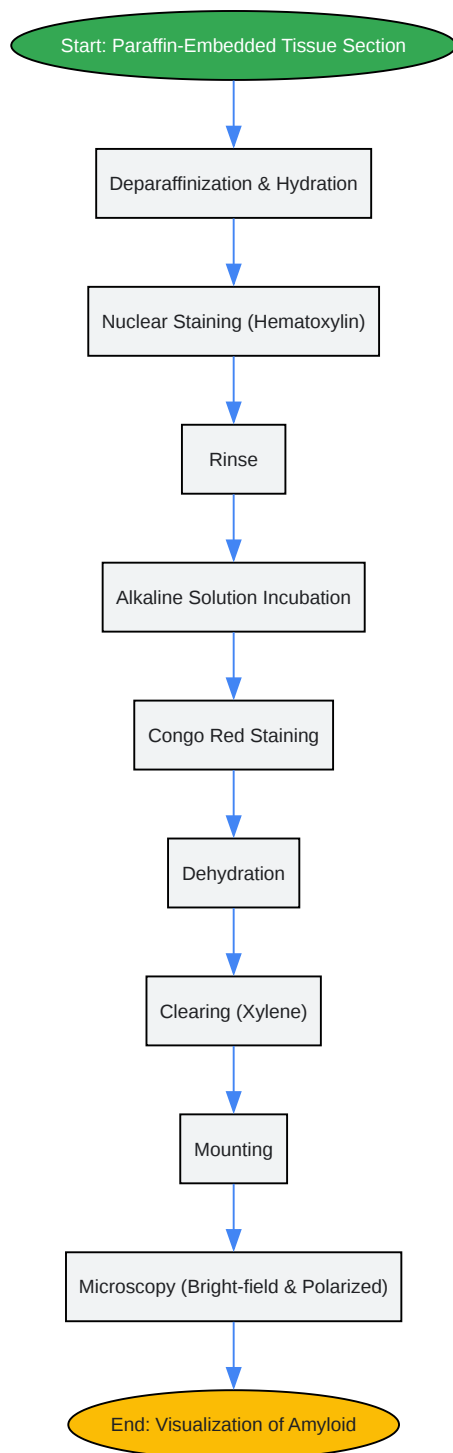 Start: Paraffin-Embedded Tissue Section
Deparaffinization & Hydration
Nuclear Staining (Hematoxylin)
Rinse
Alkaline Solution Incubation
Congo Red Staining
Dehydration
Clearing (Xylene)
Mounting
Microscopy (Bright-field & Polarized)
End: Visualization of Amyloid